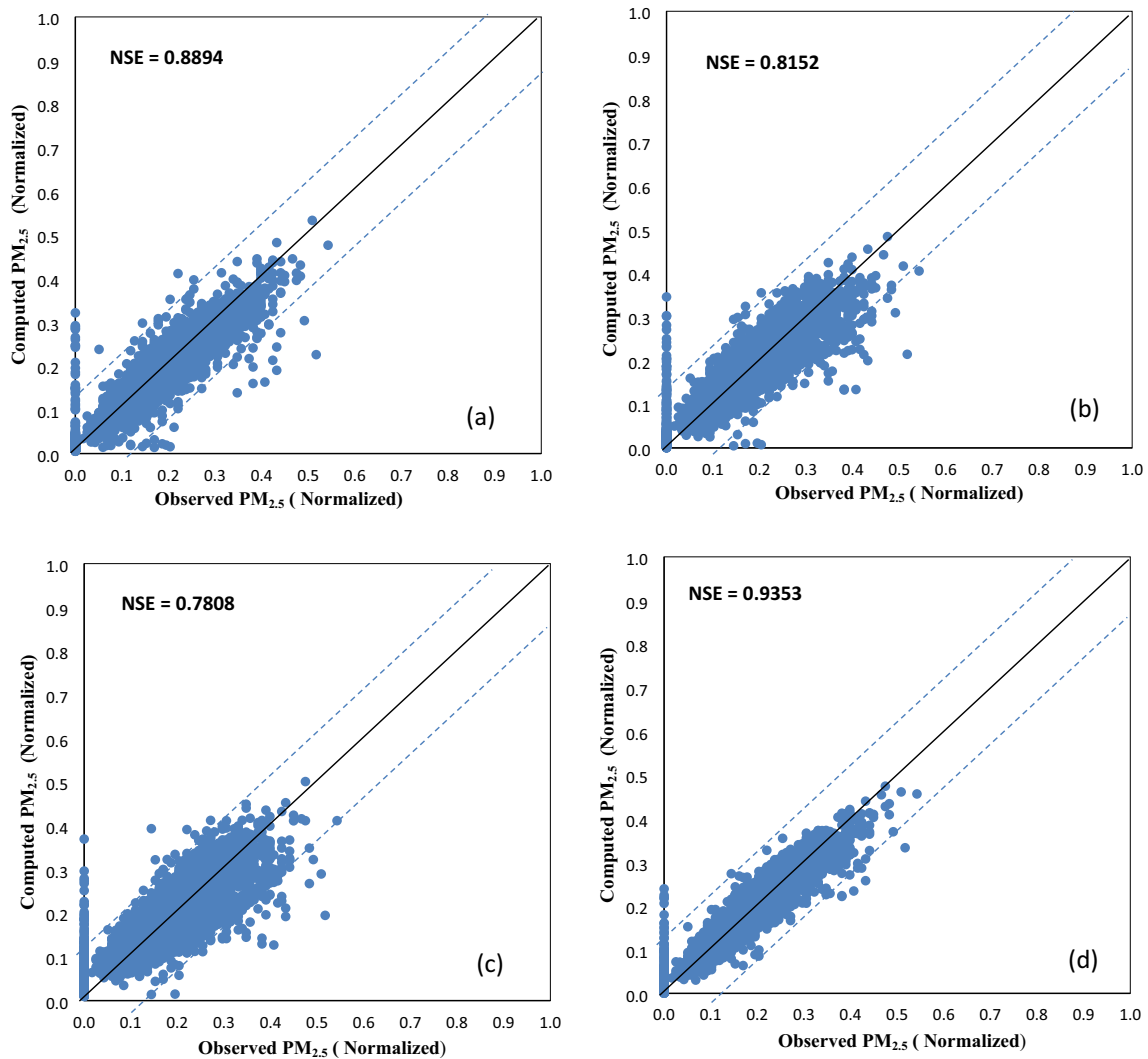 NSE = 0.8894
Computed PM2.5 (Normalized)
1.0
0.9
0.8
0.7
0.6
0.5
0.4
0.3
0.2
0.1
0.0
(a)
0.0 0.1 0.2 0.3 0.4 0.5 0.6 0.7 0.8 0.9 1.0
Observed PM2.5 ( Normalized)
NSE = 0.8152
Computed PM2.5 (Normalized)
1.0
0.9
0.8
0.7
0.6
0.5
0.4
0.3
0.2
0.1
0.0
(b)
0.0 0.1 0.2 0.3 0.4 0.5 0.6 0.7 0.8 0.9 1.0
Observed PM2.5 ( Normalized)
NSE = 0.7808
Computed PM2.5 (Normalized)
1.0
0.9
0.8
0.7
0.6
0.5
0.4
0.3
0.2
0.1
0.0
(c)
0.0 0.1 0.2 0.3 0.4 0.5 0.6 0.7 0.8 0.9 1.0
Observed PM2.5 ( Normalized)
NSE = 0.9353
Computed PM2.5 (Normalized)
1.0
0.9
0.8
0.7
0.6
0.5
0.4
0.3
0.2
0.1
0.0
(d)
0.0 0.1 0.2 0.3 0.4 0.5 0.6 0.7 0.8 0.9 1.0
Observed PM2.5 ( Normalized)